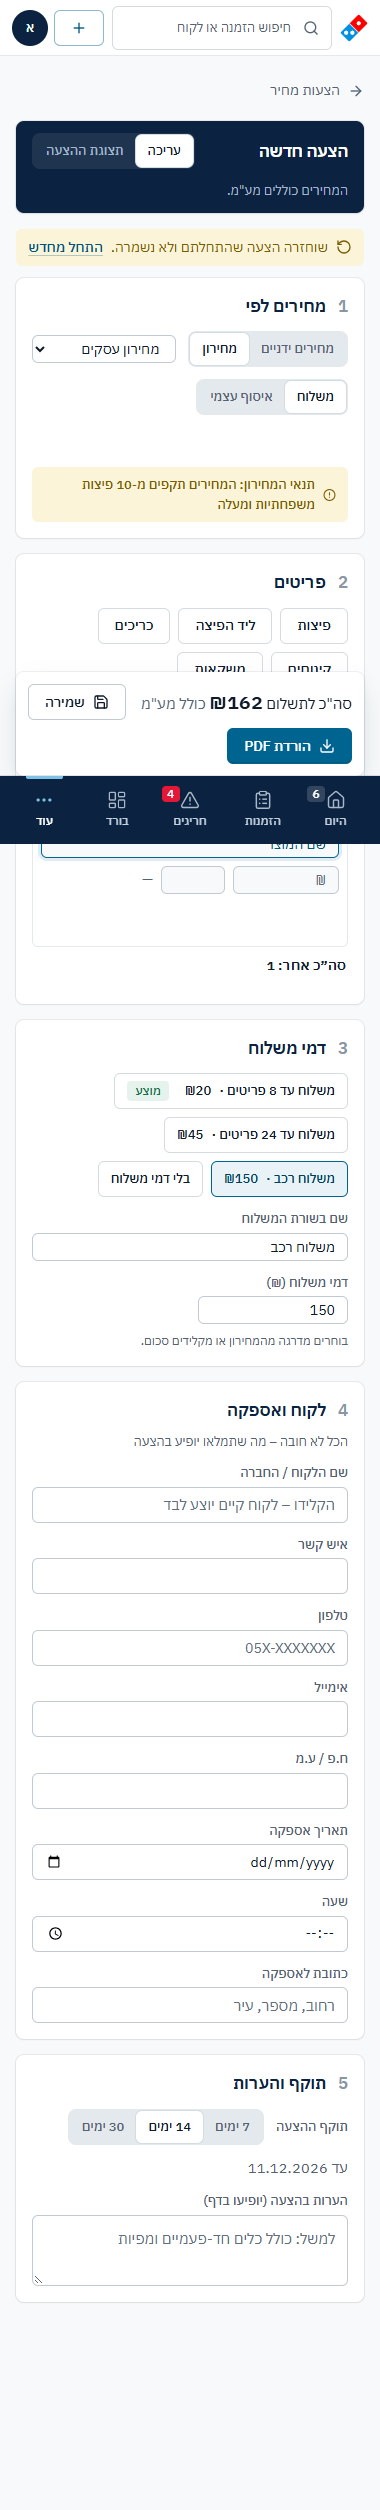 חיפוש הזמנה או לקוח
+
א
הצעות מחיר
הצעה חדשה
עריכה
תצוגת ההצעה
המחירים כוללים מע"מ.
שוחזרה הצעה שהתחלתם ולא נשמרה. התחל מחדש
1 מחירים לפי
מחירים ידניים
מחירון
מחירון עסקים
משלוח
איסוף עצמי
תנאי המחירון: המחירים תקפים מ-10 פיצות
משפחתיות ומעלה
2 פריטים
פיצות
ליד הפיצה
כריכים
קינוחים
משקאות
סה"כ לתשלום ₪162 כולל מע"מ
שמירה
הורדת PDF
היום
6
הזמנות
חריגים
4
בורד
עוד
שם המוצר
₪
—
סה"כ אחר: 1
3 דמי משלוח
משלוח עד 8 פריטים · ₪20 מוצע
משלוח עד 24 פריטים · ₪45
משלוח רכב · ₪150
בלי דמי משלוח
שם בשורת המשלוח
משלוח רכב
דמי משלוח (₪)
150
בוחרים מדרגה מהמחירון או מקלידים סכום.
4 לקוח ואספקה
הכל לא חובה – מה שתמלאו יופיע בהצעה
שם הלקוח / החברה
הקלידו – לקוח קיים יוצע לבד
איש קשר
טלפון
05X-XXXXXXX
אימייל
ח.פ / ע.מ
תאריך אספקה
dd/mm/yyyy
שעה
--:--
כתובת לאספקה
רחוב, מספר, עיר
5 תוקף והערות
תוקף ההצעה
7 ימים
14 ימים
30 ימים
עד 11.12.2026
הערות בהצעה (יופיעו בדף)
למשל: כולל כלים חד-פעמיים ומפיות